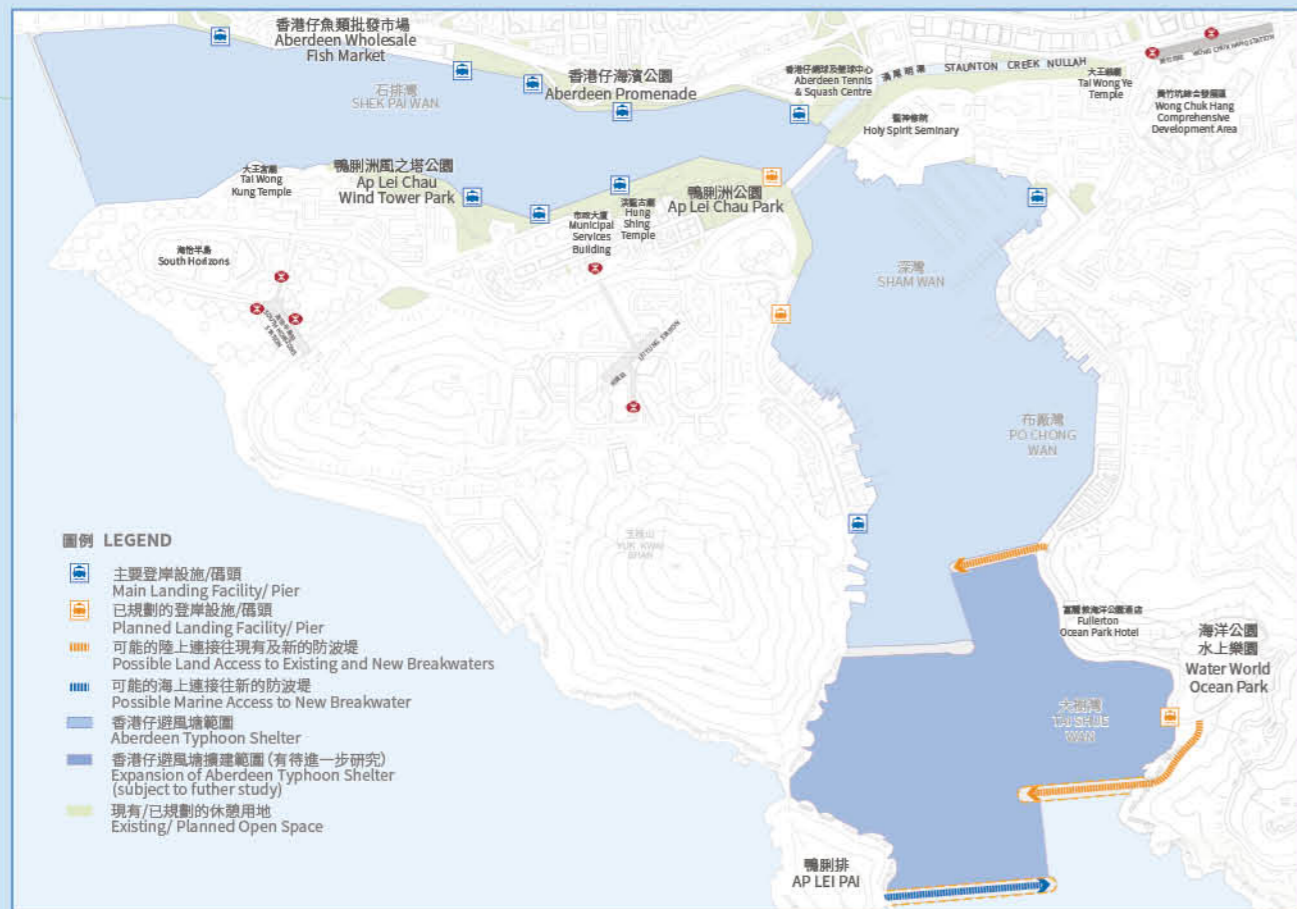 香港仔魚類批發市場
Aberdeen Wholesale
Fish Market
石排灣
SHEK PAI WAN
香港仔海濱公園
Aberdeen Promenade
香港仔網球及壁球中心
Aberdeen Tennis
& Squash Centre
STAUNTON CREEK NULLAH
WONG CHUK HANG STATION
大王爺廟
Tai Wong Ye
Temple
黃竹坑綜合發展區
Wong Chuk Hang
Comprehensive
Development Area
聖神修院
Holy Spirit Seminary
大王宮廟
Tai Wong
Kung Temple
鴨脷洲風之塔公園
Ap Lei Chau
Wind Tower Park
市政大廈
Municipal
Services
Building
洪聖古廟
Hung
Shing
Temple
鴨脷洲公園
Ap Lei Chau Park
海怡半島
South Horizons
SOUTH HORIZONS
STATION
LEI TUNG STATION
深灣
SHAM WAN
布廠灣
PO CHONG
WAN
玉桂山
YUK KWAI
SHAN
圖例 LEGEND
主要登岸設施/碼頭
Main Landing Facility/ Pier
已規劃的登岸設施/碼頭
Planned Landing Facility/ Pier
可能的陸上連接往現有及新的防波堤
Possible Land Access to Existing and New Breakwaters
可能的海上連接往新的防波堤
Possible Marine Access to New Breakwater
香港仔避風塘範圍
Aberdeen Typhoon Shelter
香港仔避風塘擴建範圍(有待進一步研究)
Expansion of Aberdeen Typhoon Shelter
(subject to futher study)
現有/已規劃的休憩用地
Existing/ Planned Open Space
富麗敦海洋公園酒店
Fullerton
Ocean Park Hotel
海洋公園
水上樂園
Water World
Ocean Park
大樹灣
TAI SHUE
WAN
鴨脷排
AP LEI PAI